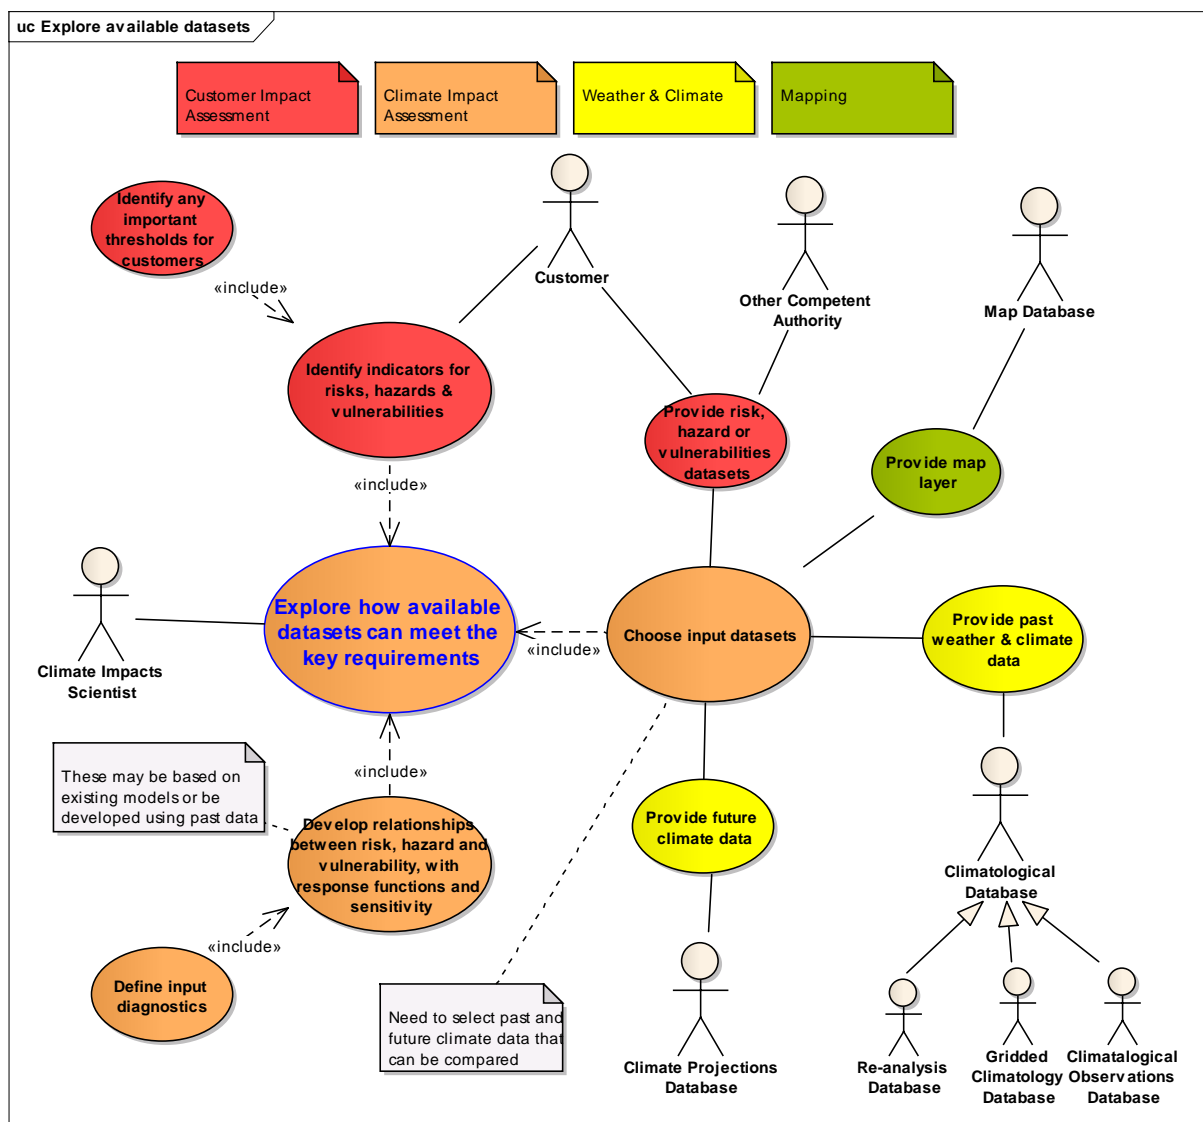 uc Explore available datasets
Customer Impact
Assessment
Climate Impact
Assessment
Weather & Climate
Mapping
Identify any
important
thresholds for
customers
«include»
Customer
Other Competent
Authority
Map Database
Identify indicators for
risks, hazards &
vulnerabilities
Provide risk,
hazard or
vulnerabilities
datasets
Provide map
layer
«include»
Climate Impacts
Scientist
Explore how available
datasets can meet the
key requirements
«include»
Choose input datasets
Provide past
weather & climate
data
«include»
These may be based on
existing models or be
developed using past data
Develop relationships
between risk, hazard and
vulnerability, with
response functions and
sensitivity
Provide future
climate data
Climatological
Database
«include»
Define input
diagnostics
Need to select past and
future climate data that
can be compared
Climate Projections
Database
Re-analysis
Database
Gridded
Climatology
Database
Climatalogical
Observations
Database